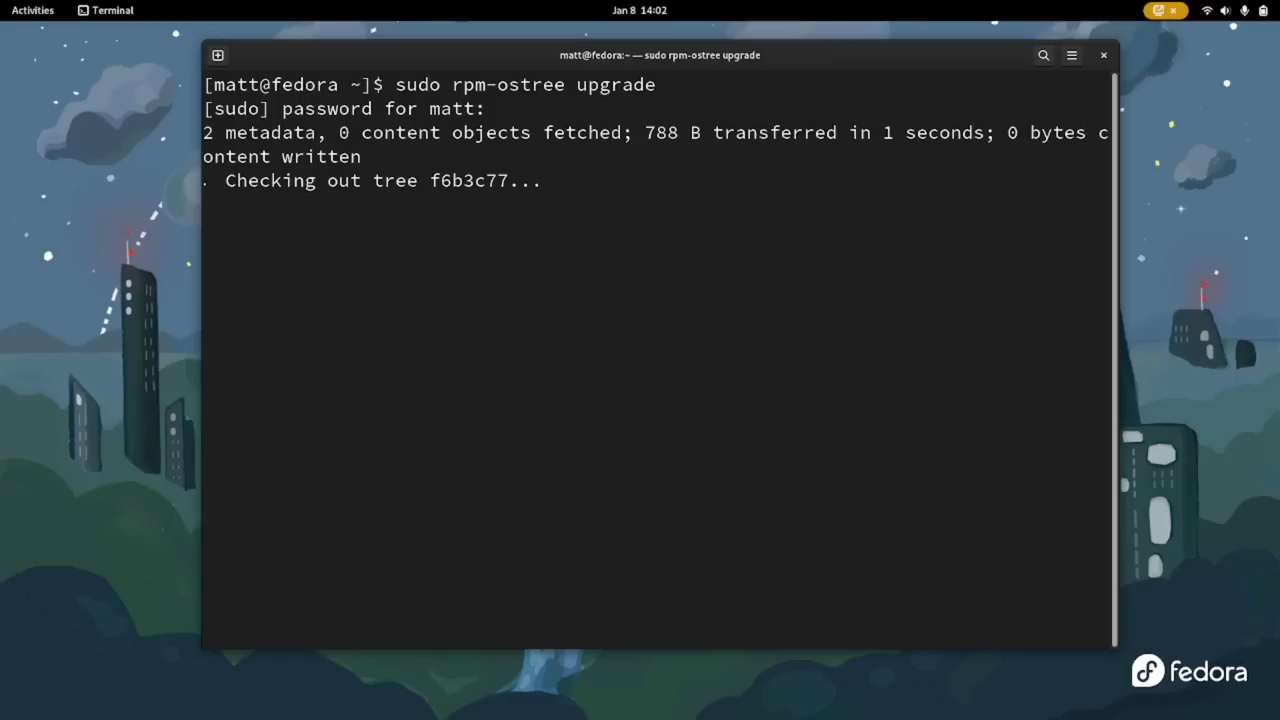 Activities
Terminal
Jan 8 14:02
matt@fedora:~ — sudo rpm-ostree upgrade
[matt@fedora ~]$ sudo rpm-ostree upgrade
[sudo] password for matt:
2 metadata, 0 content objects fetched; 788 B transferred in 1 seconds; 0 bytes c
ontent written
. Checking out tree f6b3c77...
fedora